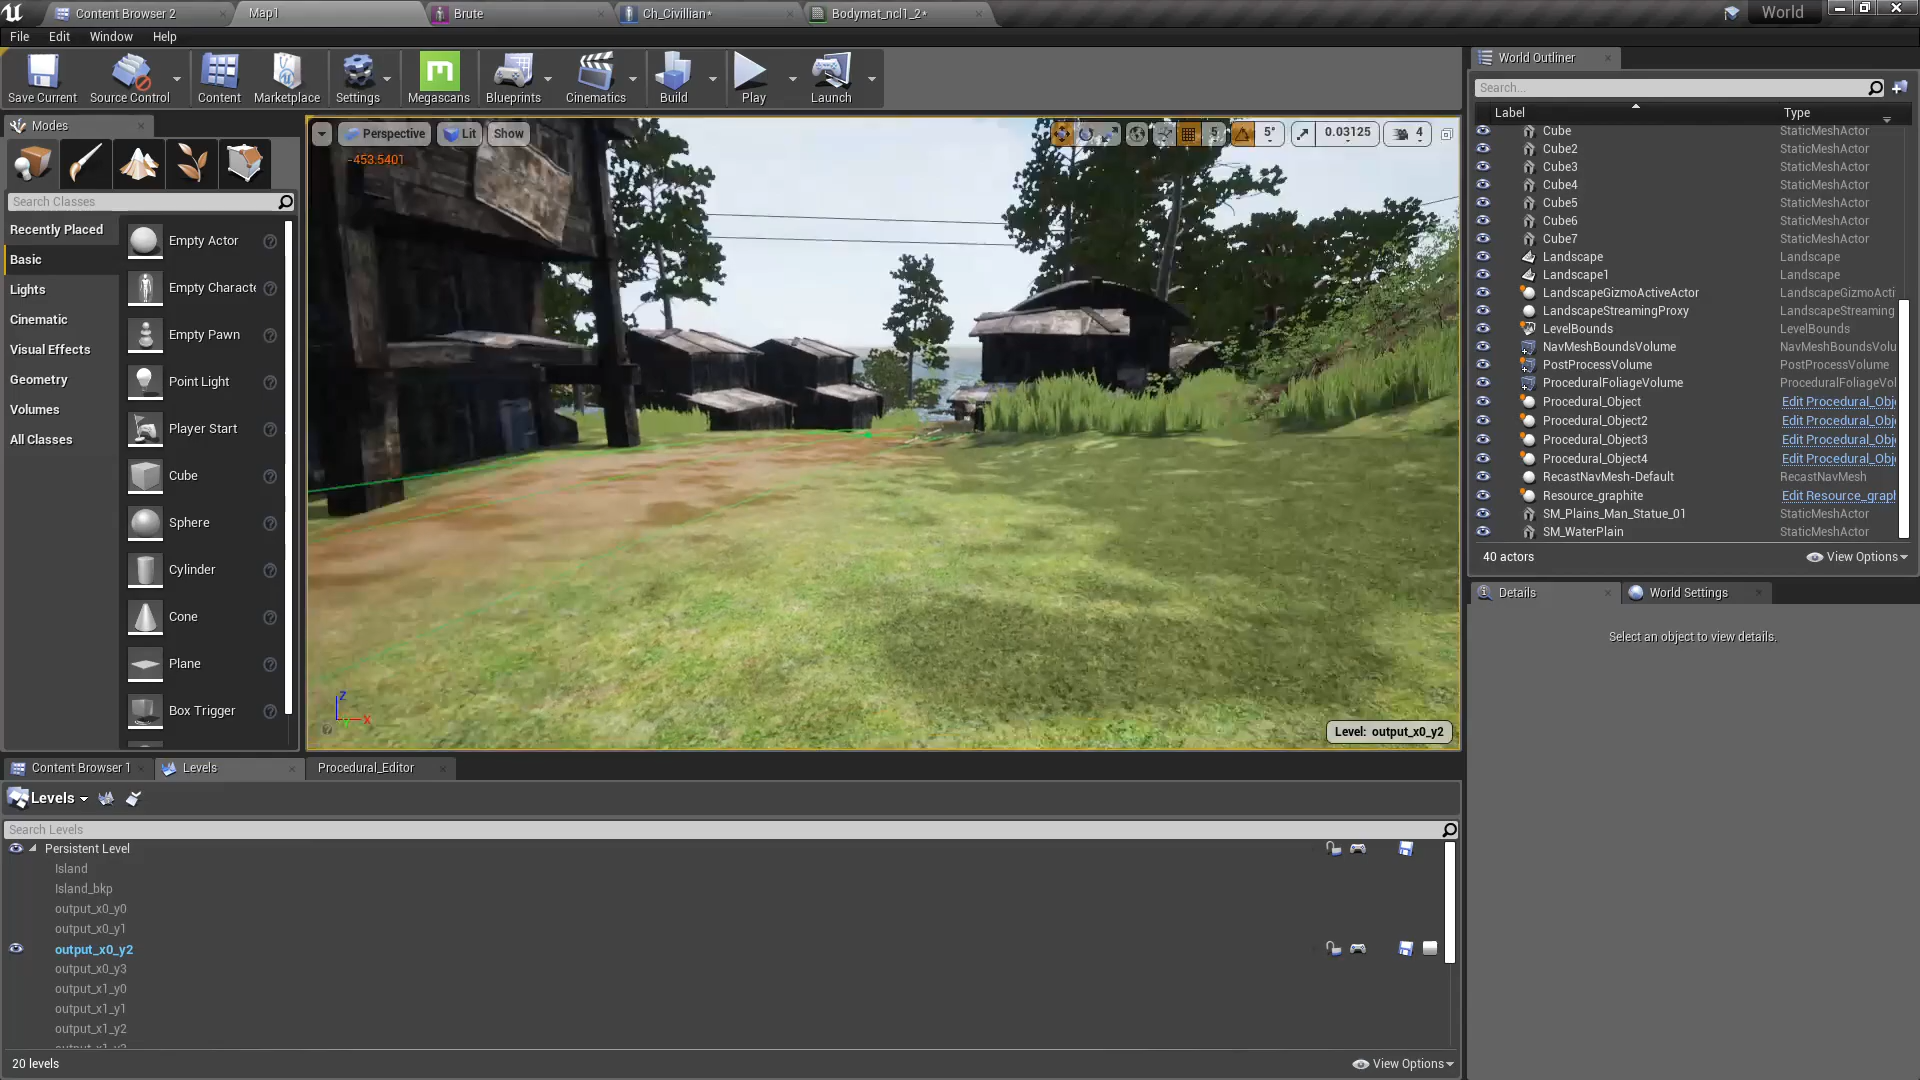 Content Browser 2
Map1
Brute
Ch_Civillian*
Bodymat_ncl1_2*
World
File
Edit
Window
Help
Save Current
Source Control
Content
Marketplace
Settings
Megascans
Blueprints
Cinematics
Build
Play
Launch
Modes
Search Classes
Recently Placed
Basic
Lights
Cinematic
Visual Effects
Geometry
Volumes
All Classes
Empty Actor
Empty Characte
Empty Pawn
Point Light
Player Start
Cube
Sphere
Cylinder
Cone
Plane
Box Trigger
Perspective
Lit
Show
5
5°
0.03125
4
-453.5401
Z
X
Level: output_x0_y2
World Outliner
Search...
Label
Type
Cube
StaticMeshActor
Cube2
StaticMeshActor
Cube3
StaticMeshActor
Cube4
StaticMeshActor
Cube5
StaticMeshActor
Cube6
StaticMeshActor
Cube7
StaticMeshActor
Landscape
Landscape
Landscape1
Landscape
LandscapeGizmoActiveActor
LandscapeGizmoActi
LandscapeStreamingProxy
LandscapeStreaming
LevelBounds
LevelBounds
NavMeshBoundsVolume
NavMeshBoundsVolu
PostProcessVolume
PostProcessVolume
ProceduralFoliageVolume
ProceduralFoliageVol
Procedural_Object
Edit Procedural_Obj
Procedural_Object2
Edit Procedural_Obj
Procedural_Object3
Edit Procedural_Obj
Procedural_Object4
Edit Procedural_Obj
RecastNavMesh-Default
RecastNavMesh
Resource_graphite
Edit Resource_graph
SM_Plains_Man_Statue_01
StaticMeshActor
SM_WaterPlain
StaticMeshActor
40 actors
View Options
Details
World Settings
Select an object to view details.
Content Browser 1
Levels
Procedural_Editor
Levels
Search Levels
Persistent Level
Island
Island_bkp
output_x0_y0
output_x0_y1
output_x0_y2
output_x0_y3
output_x1_y0
output_x1_y1
output_x1_y2
20 levels
View Options